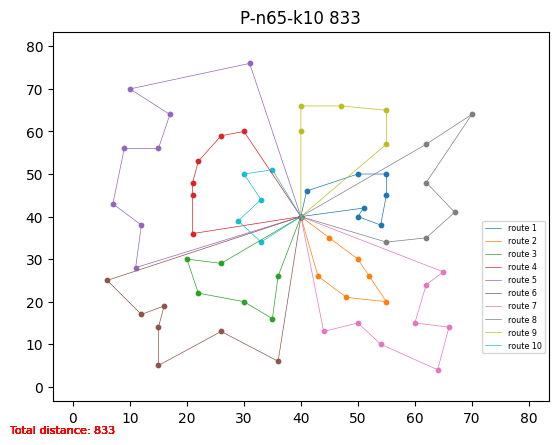 P-n65-k10 833
80
70
60
50
40
30
20
10
0
0 10 20 30 40 50 60 70 80
route 1
route 2
route 3
route 4
route 5
route 6
route 7
route 8
route 9
route 10
Total distance: 833